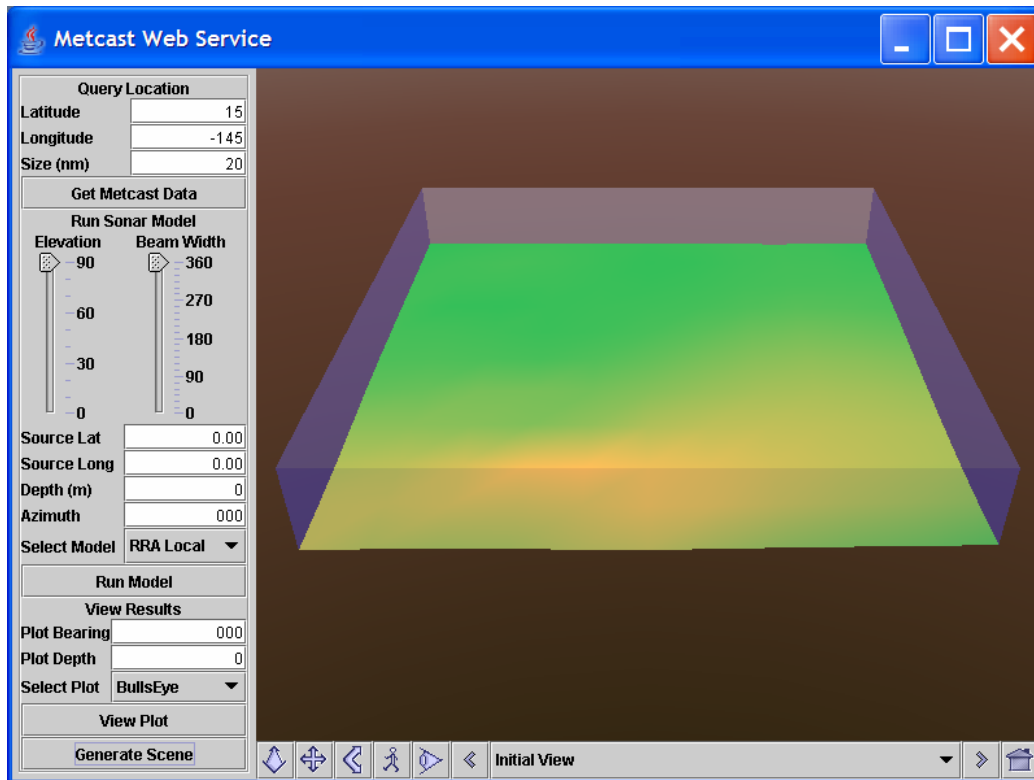 Metcast Web Service
Query Location
Latitude 15
Longitude -145
Size (nm) 20
Get Metcast Data
Run Sonar Model
Elevation Beam Width
90 360
270
60
180
30
90
0 0
Source Lat 0.00
Source Long 0.00
Depth (m) 0
Azimuth 000
Select Model RRA Local
Run Model
View Results
Plot Bearing 000
Plot Depth 0
Select Plot BullsEye
View Plot
Generate Scene
Initial View